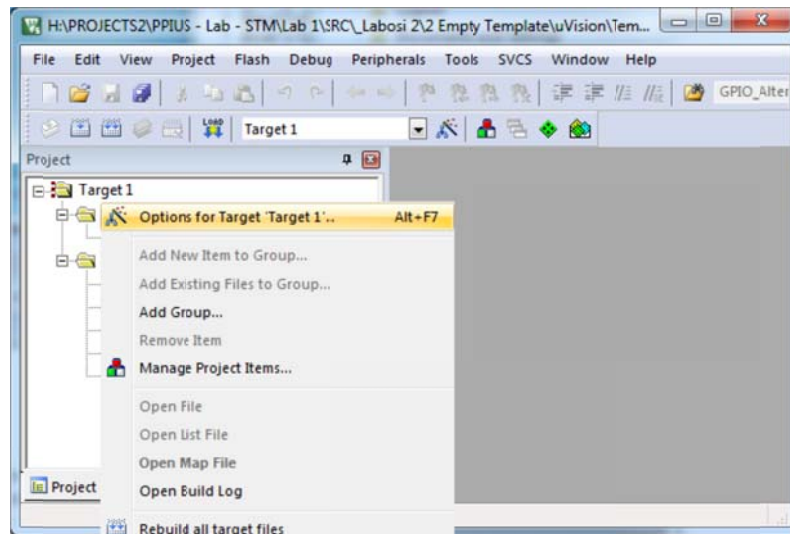 H:\PROJECTS2\PPIUS - Lab - STM\Lab 1\SRC\_Labosi 2\2 Empty Template\uVision\Tem...
File Edit View Project Flash Debug Peripherals Tools SVCS Window Help
GPIO_Alter
LOAD Target 1
Project
Target 1
Options for Target 'Target 1'.. Alt+F7
Add New Item to Group...
Add Existing Files to Group...
Add Group...
Remove Item
Manage Project Items...
Open File
Open List File
Open Map File
Project
Open Build Log
Rebuild all target files